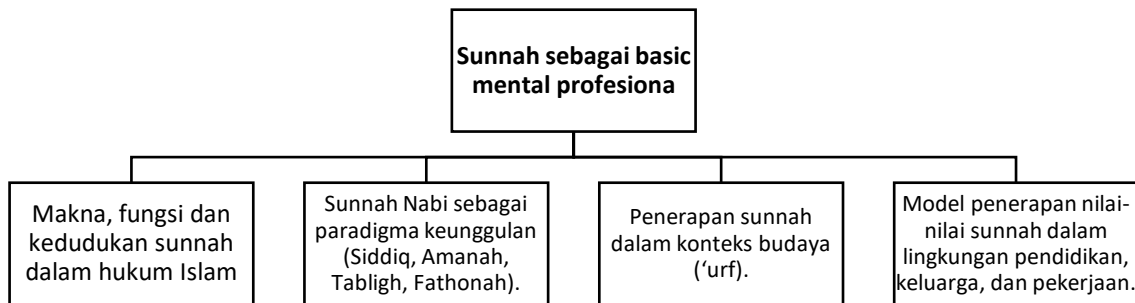 Sunnah sebagai basic
mental profesiona
Makna, fungsi dan
kedudukan sunnah
dalam hukum Islam
Sunnah Nabi sebagai
paradigma keunggulan
(Siddiq, Amanah,
Tabligh, Fathonah).
Penerapan sunnah
dalam konteks budaya
(‘urf).
Model penerapan nilai-
nilai sunnah dalam
lingkungan pendidikan,
keluarga, dan pekerjaan.